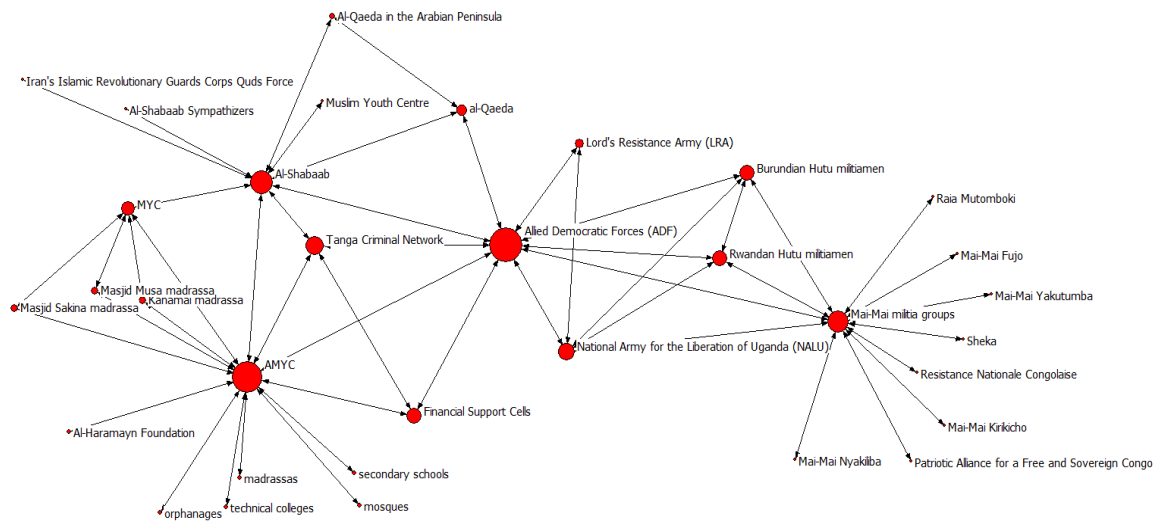 Al-Qaeda in the Arabian Peninsula
Iran's Islamic Revolutionary Guards Corps Quds Force
Al-Shabaab Sympathizers
Muslim Youth Centre
al-Qaeda
Lord's Resistance Army (LRA)
Burundian Hutu militiamen
Al-Shabaab
Raia Mutomboki
MYC
Allied Democratic Forces (ADF)
Tanga Criminal Network
Rwandan Hutu militiamen
Mai-Mai Fujo
Masjid Musa madrassa
Kanamai madrassa
Mai-Mai Yakutumba
Masjid Sakina madrassa
Mai-Mai militia groups
Sheka
National Army for the Liberation of Uganda (NALU)
AMYC
Resistance Nationale Congolaise
Financial Support Cells
Mai-Mai Kirikicho
Al-Haramayn Foundation
Mai-Mai Nyakiliba
Patriotic Alliance for a Free and Sovereign Congo
secondary schools
madrassas
technical colleges
mosques
orphanages